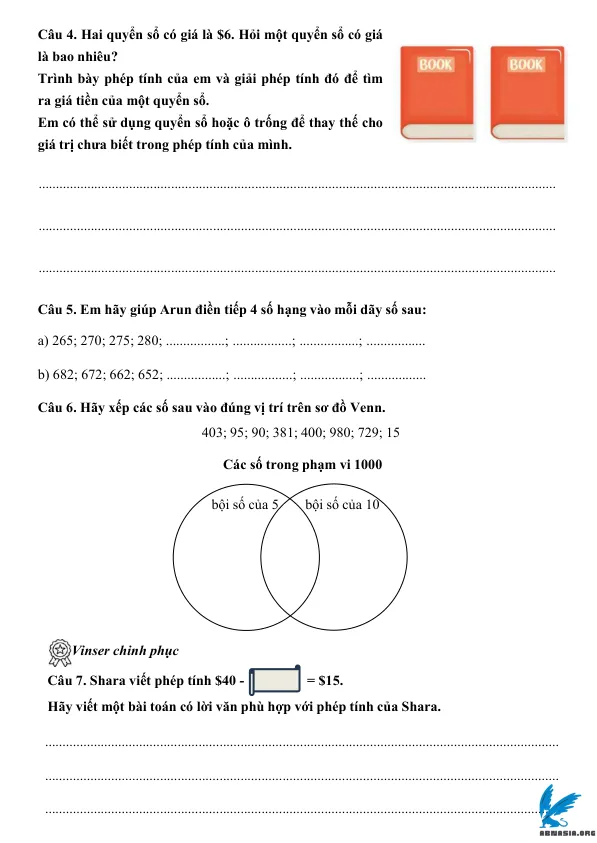 Câu 4. Hai quyển sổ có giá là $6. Hỏi một quyển sổ có giá
là bao nhiêu?
Trình bày phép tính của em và giải phép tính đó để tìm
ra giá tiền của một quyển sổ.
Em có thể sử dụng quyển sổ hoặc ô trống để thay thế cho
giá trị chưa biết trong phép tính của mình.
BOOK BOOK
Câu 5. Em hãy giúp Arun điền tiếp 4 số hạng vào mỗi dãy số sau:
a) 265; 270; 275; 280; .................; .................; .................; .................
b) 682; 672; 662; 652; .................; .................; .................; .................
Câu 6. Hãy xếp các số sau vào đúng vị trí trên sơ đồ Venn.
403; 95; 90; 381; 400; 980; 729; 15
Các số trong phạm vi 1000
bội số của 5 bội số của 10
Vinser chinh phục
Câu 7. Shara viết phép tính $40 - = $15.
Hãy viết một bài toán có lời văn phù hợp với phép tính của Shara.
ABNASIA.ORG